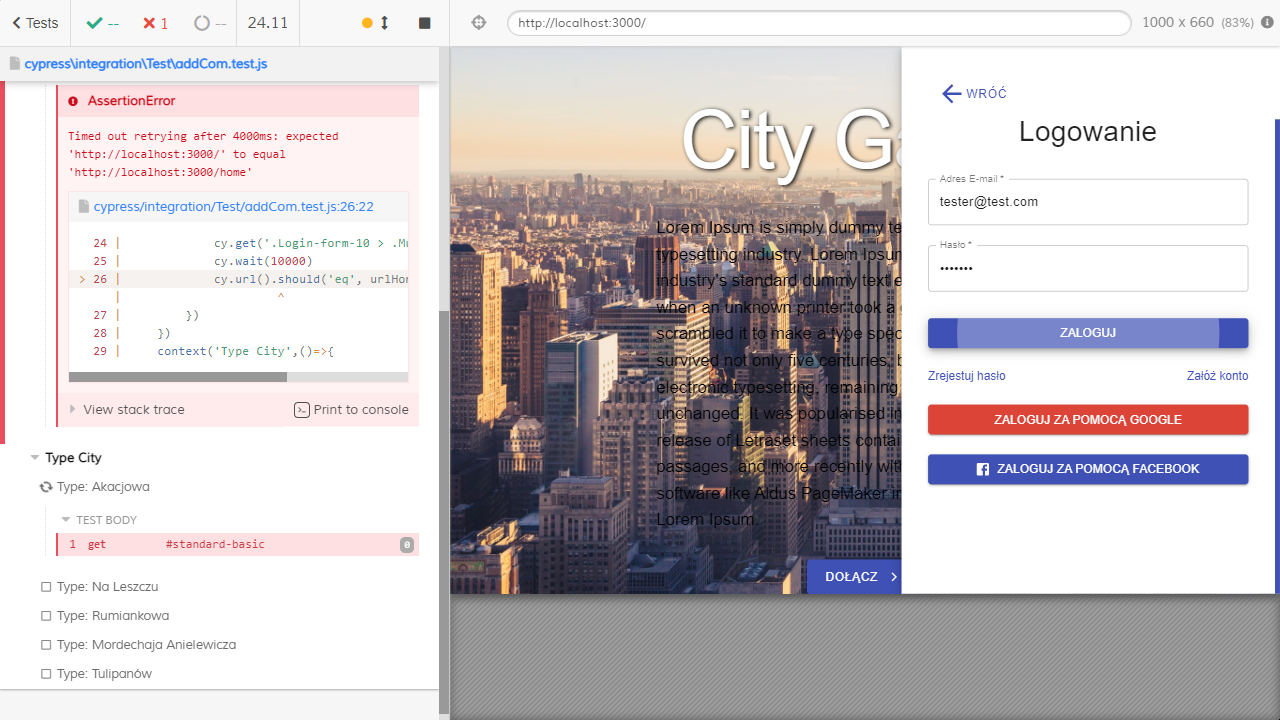 Tests
--
1
--
24.11
http://localhost:3000/
1000 x 660 (83%)
cypress\integration\Test\addCom.test.js
AssertionError
Timed out retrying after 4000ms: expected
'http://localhost:3000/' to equal
'http://localhost:3000/home'
cypress/integration/Test/addCom.test.js:26:22
24 | cy.get('.Login-form-10 > .Mu
25 | cy.wait(10000)
> 26 | cy.url().should('eq', urlHom
| ^
27 | })
28 | })
29 | context('Type City',()=>{
View stack trace
Print to console
Type City
Type: Akacjowa
TEST BODY
1 get #standard-basic 0
Type: Na Leszczu
Type: Rumiankowa
Type: Mordechaja Anielewicza
Type: Tulipanów
City Ga
Lorem Ipsum is simply dummy te
typesetting industry. Lorem Ipsum
industry's standard dummy text e
when an unknown printer took a g
scrambled it to make a type spec
survived not only five centuries, b
electronic typesetting, remaining
unchanged. It was popularised in
release of Letraset sheets contai
passages, and more recently with
software like Aldus PageMaker in
Lorem Ipsum.
DOŁĄCZ
WRÓĆ
Logowanie
Adres E-mail *
tester@test.com
Hasło *
•••••••
ZALOGUJ
Zrejestuj hasło
Załóż konto
ZALOGUJ ZA POMOCĄ GOOGLE
ZALOGUJ ZA POMOCĄ FACEBOOK